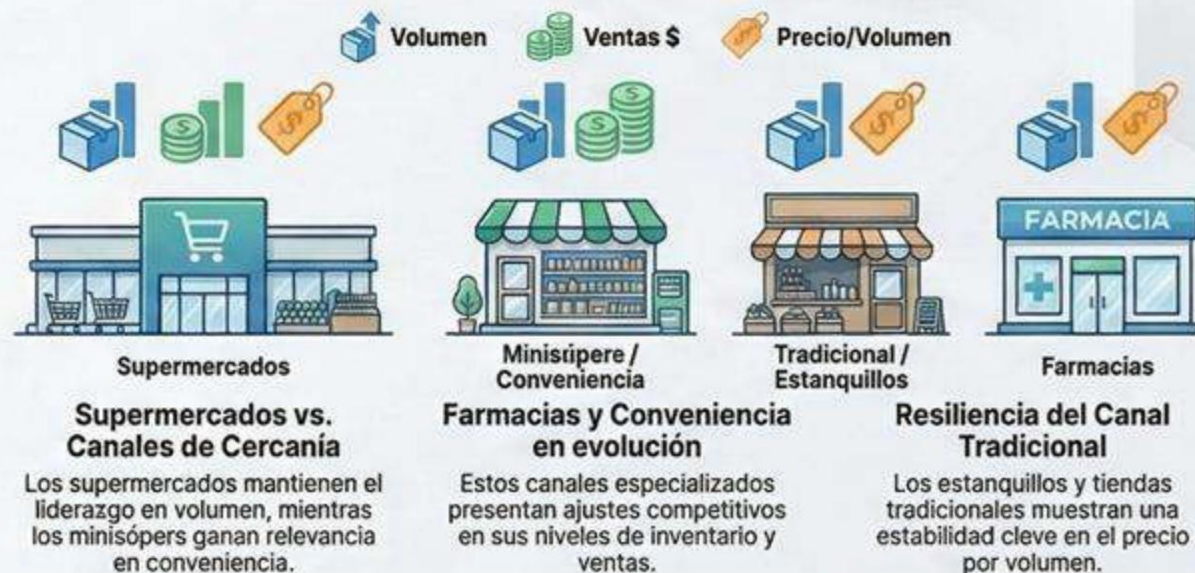 Volumen
Ventas $
Precio/Volumen
FARMACIA
Supermercados
Minisúpere /
Conveniencia
Tradicional /
Estanquillos
Farmacias
Supermercados vs.
Canales de Cercanía
Los supermercados mantienen el
liderazgo en volumen, mientras
los minisópers ganan relevancia
en conveniencia.
Farmacias y Conveniencia
en evolución
Estos canales especializados
presentan ajustes competitivos
en sus niveles de inventario y
ventas.
Resiliencia del Canal
Tradicional
Los estanquillos y tiendas
tradicionales muestran una
estabilidad cleve en el precio
por volumen.